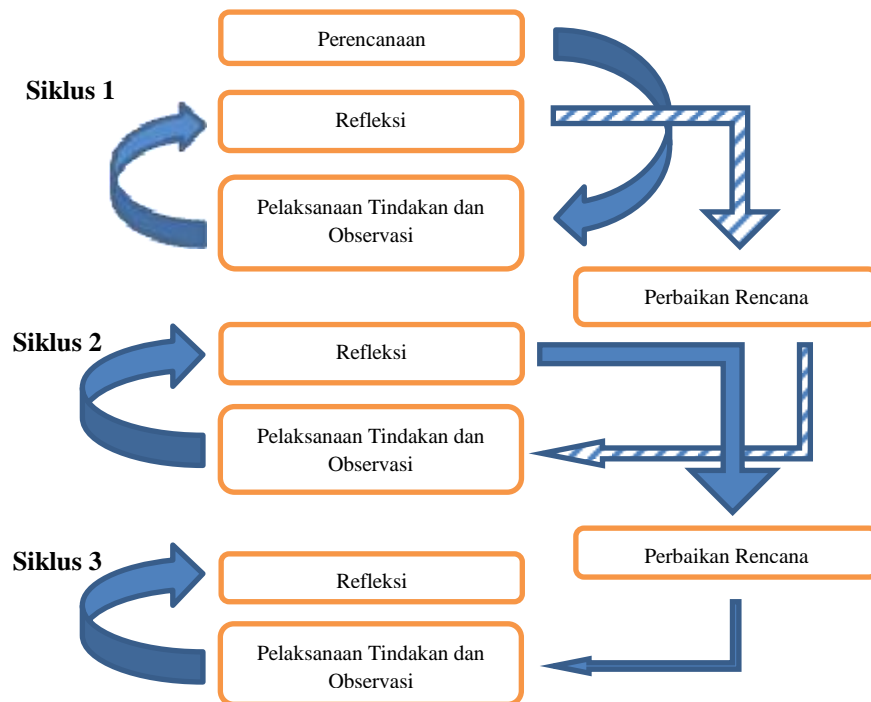 Perencanaan
Siklus 1
Refleksi
Pelaksanaan Tindakan dan
Observasi
Perbaikan Rencana
Siklus 2
Refleksi
Pelaksanaan Tindakan dan
Observasi
Perbaikan Rencana
Siklus 3
Refleksi
Pelaksanaan Tindakan dan
Observasi